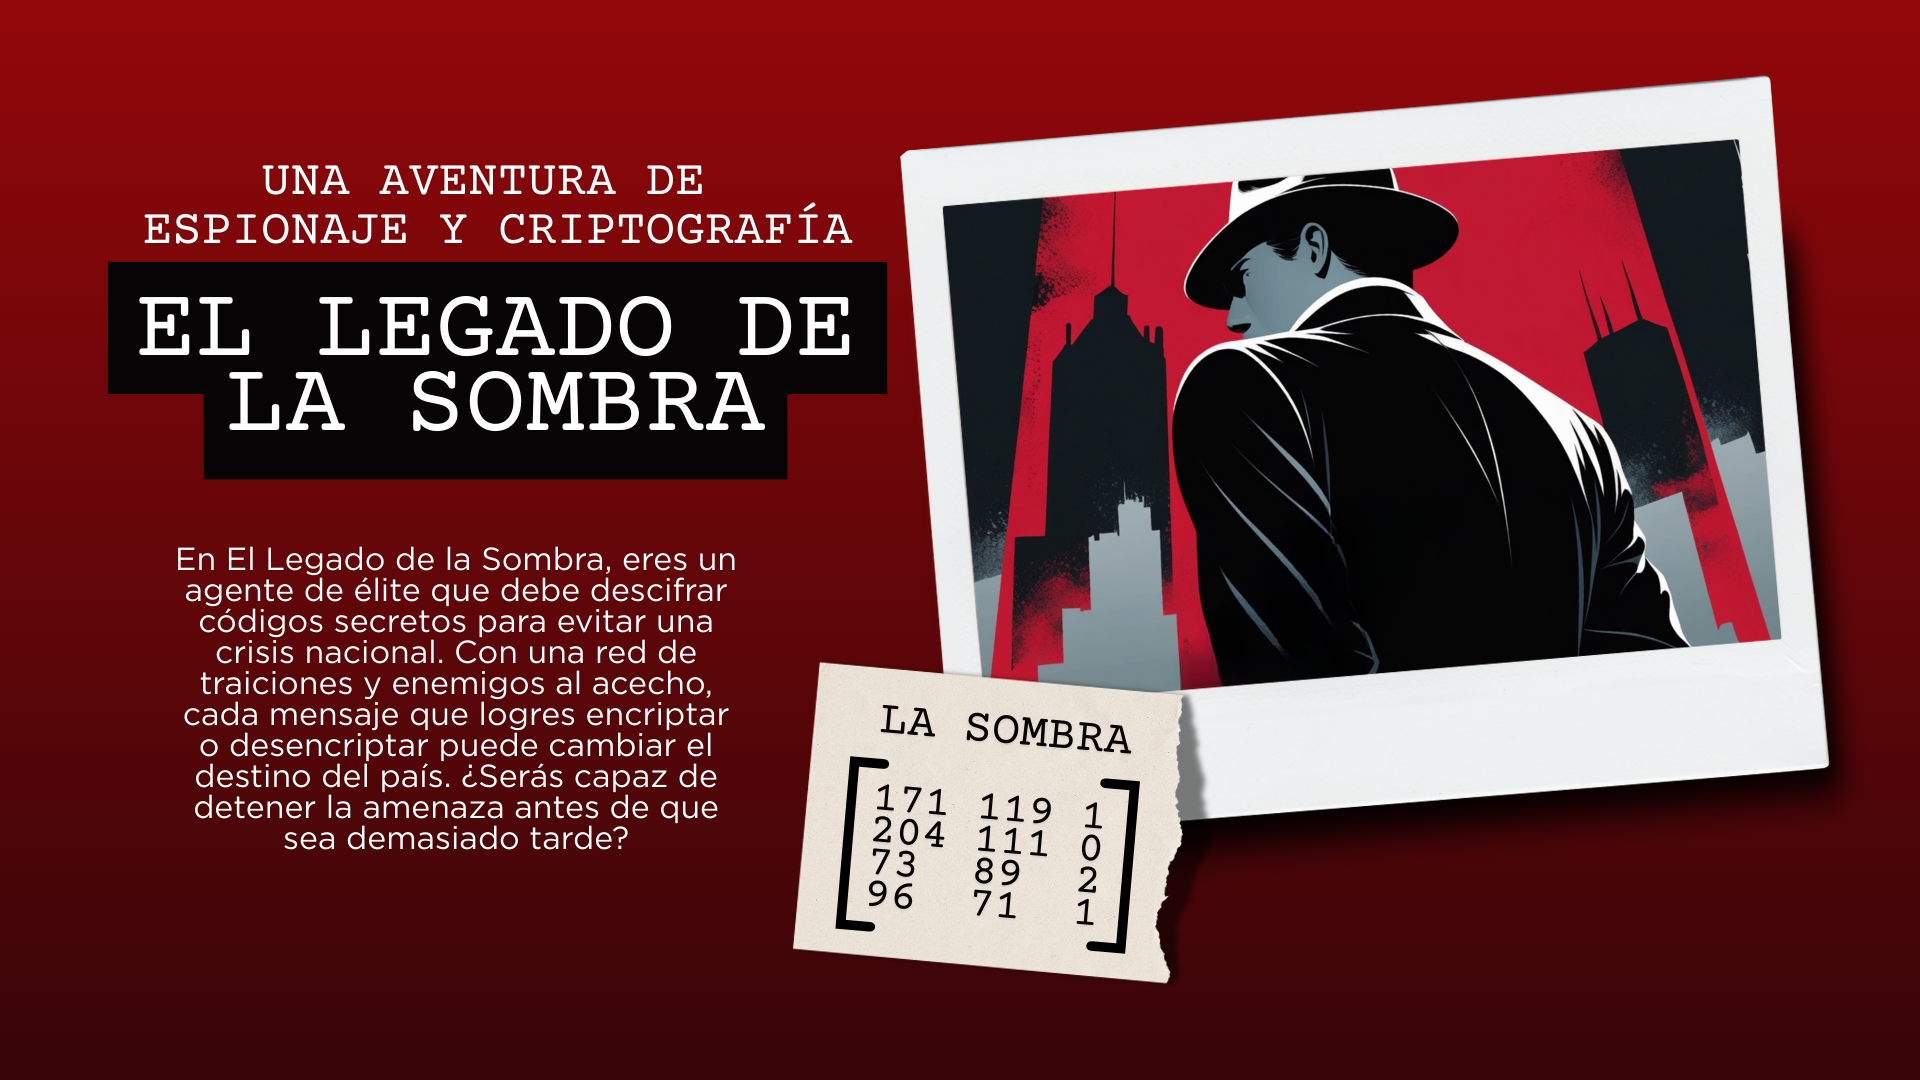 UNA AVENTURA DE
ESPIONAJE Y CRIPTOGRAFÍA
EL LEGADO DE
LA SOMBRA
En El Legado de la Sombra, eres un
agente de élite que debe descifrar
códigos secretos para evitar una
crisis nacional. Con una red de
traiciones y enemigos al acecho,
cada mensaje que logres encriptar
o desencriptar puede cambiar el
destino del país. ¿Serás capaz de
detener la amenaza antes de que
sea demasiado tarde?
LA SOMBRA
171 119 1
204 111 0
73 89 2
96 71 1